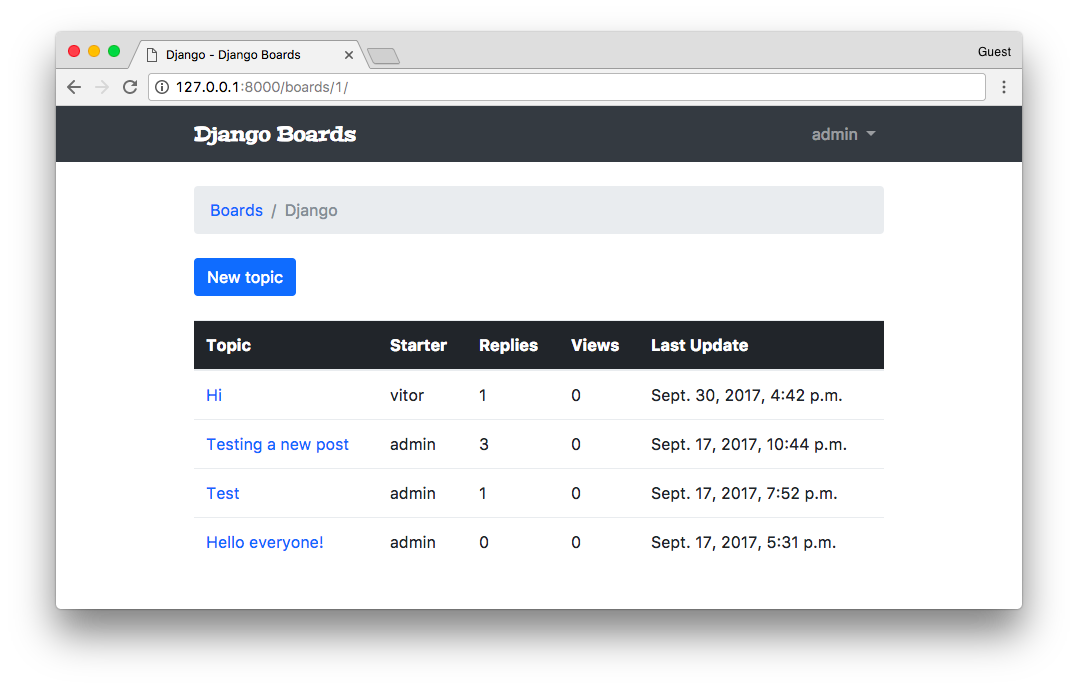 Django - Django Boards
Guest
127.0.0.1:8000/boards/1/
Django Boards
admin
Boards / Django
New topic
Topic Starter Replies Views Last Update
Hi vitor 1 0 Sept. 30, 2017, 4:42 p.m.
Testing a new post admin 3 0 Sept. 17, 2017, 10:44 p.m.
Test admin 1 0 Sept. 17, 2017, 7:52 p.m.
Hello everyone! admin 0 0 Sept. 17, 2017, 5:31 p.m.